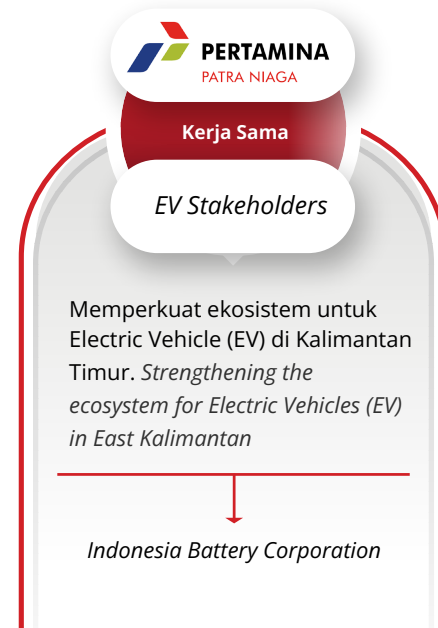 PERTAMINA
PATRA NIAGA
Kerja Sama
EV Stakeholders
Memperkuat ekosistem untuk
Electric Vehicle (EV) di Kalimantan
Timur. Strengthening the
ecosystem for Electric Vehicles (EV)
in East Kalimantan
Indonesia Battery Corporation